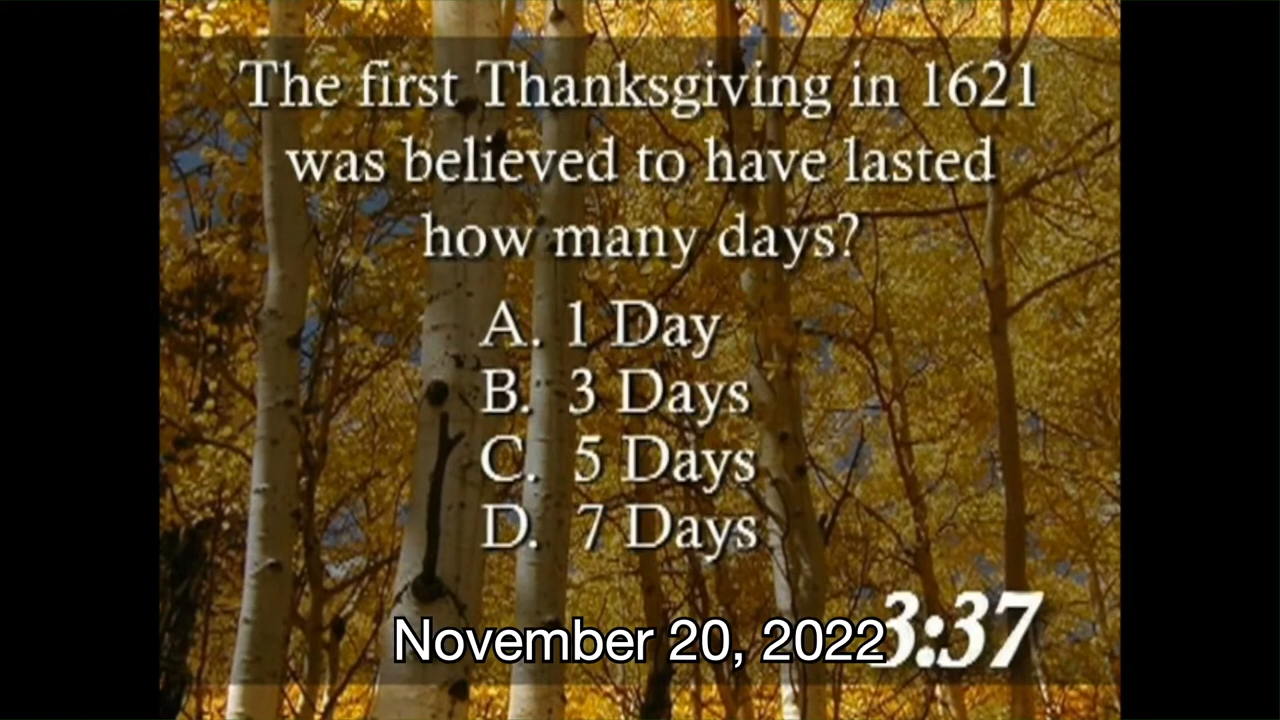 The first Thanksgiving in 1621
was believed to have lasted
how many days?
A. 1 Day
B. 3 Days
C. 5 Days
D. 7 Days
November 20, 2022
3:37